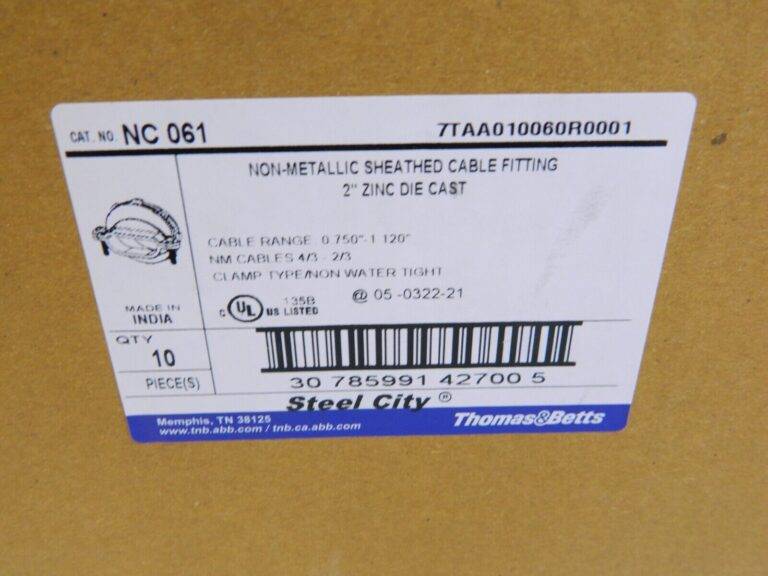 CAT. NO. NC 061 7TAA010060R0001
NON-METALLIC SHEATHED CABLE FITTING
2" ZINC DIE CAST
CABLE RANGE 0.750"-1.120"
NM CABLES 4/3 - 2/3
CLAMP TYPE/NON WATER TIGHT
MADE IN
INDIA
C UL US LISTED
135B
@ 05 -0322-21
QTY
10
PIECE(S)
30 785991 42700 5
Steel City ®
Memphis, TN 38125
www.tnb.abb.com / tnb.ca.abb.com
Thomas&Betts